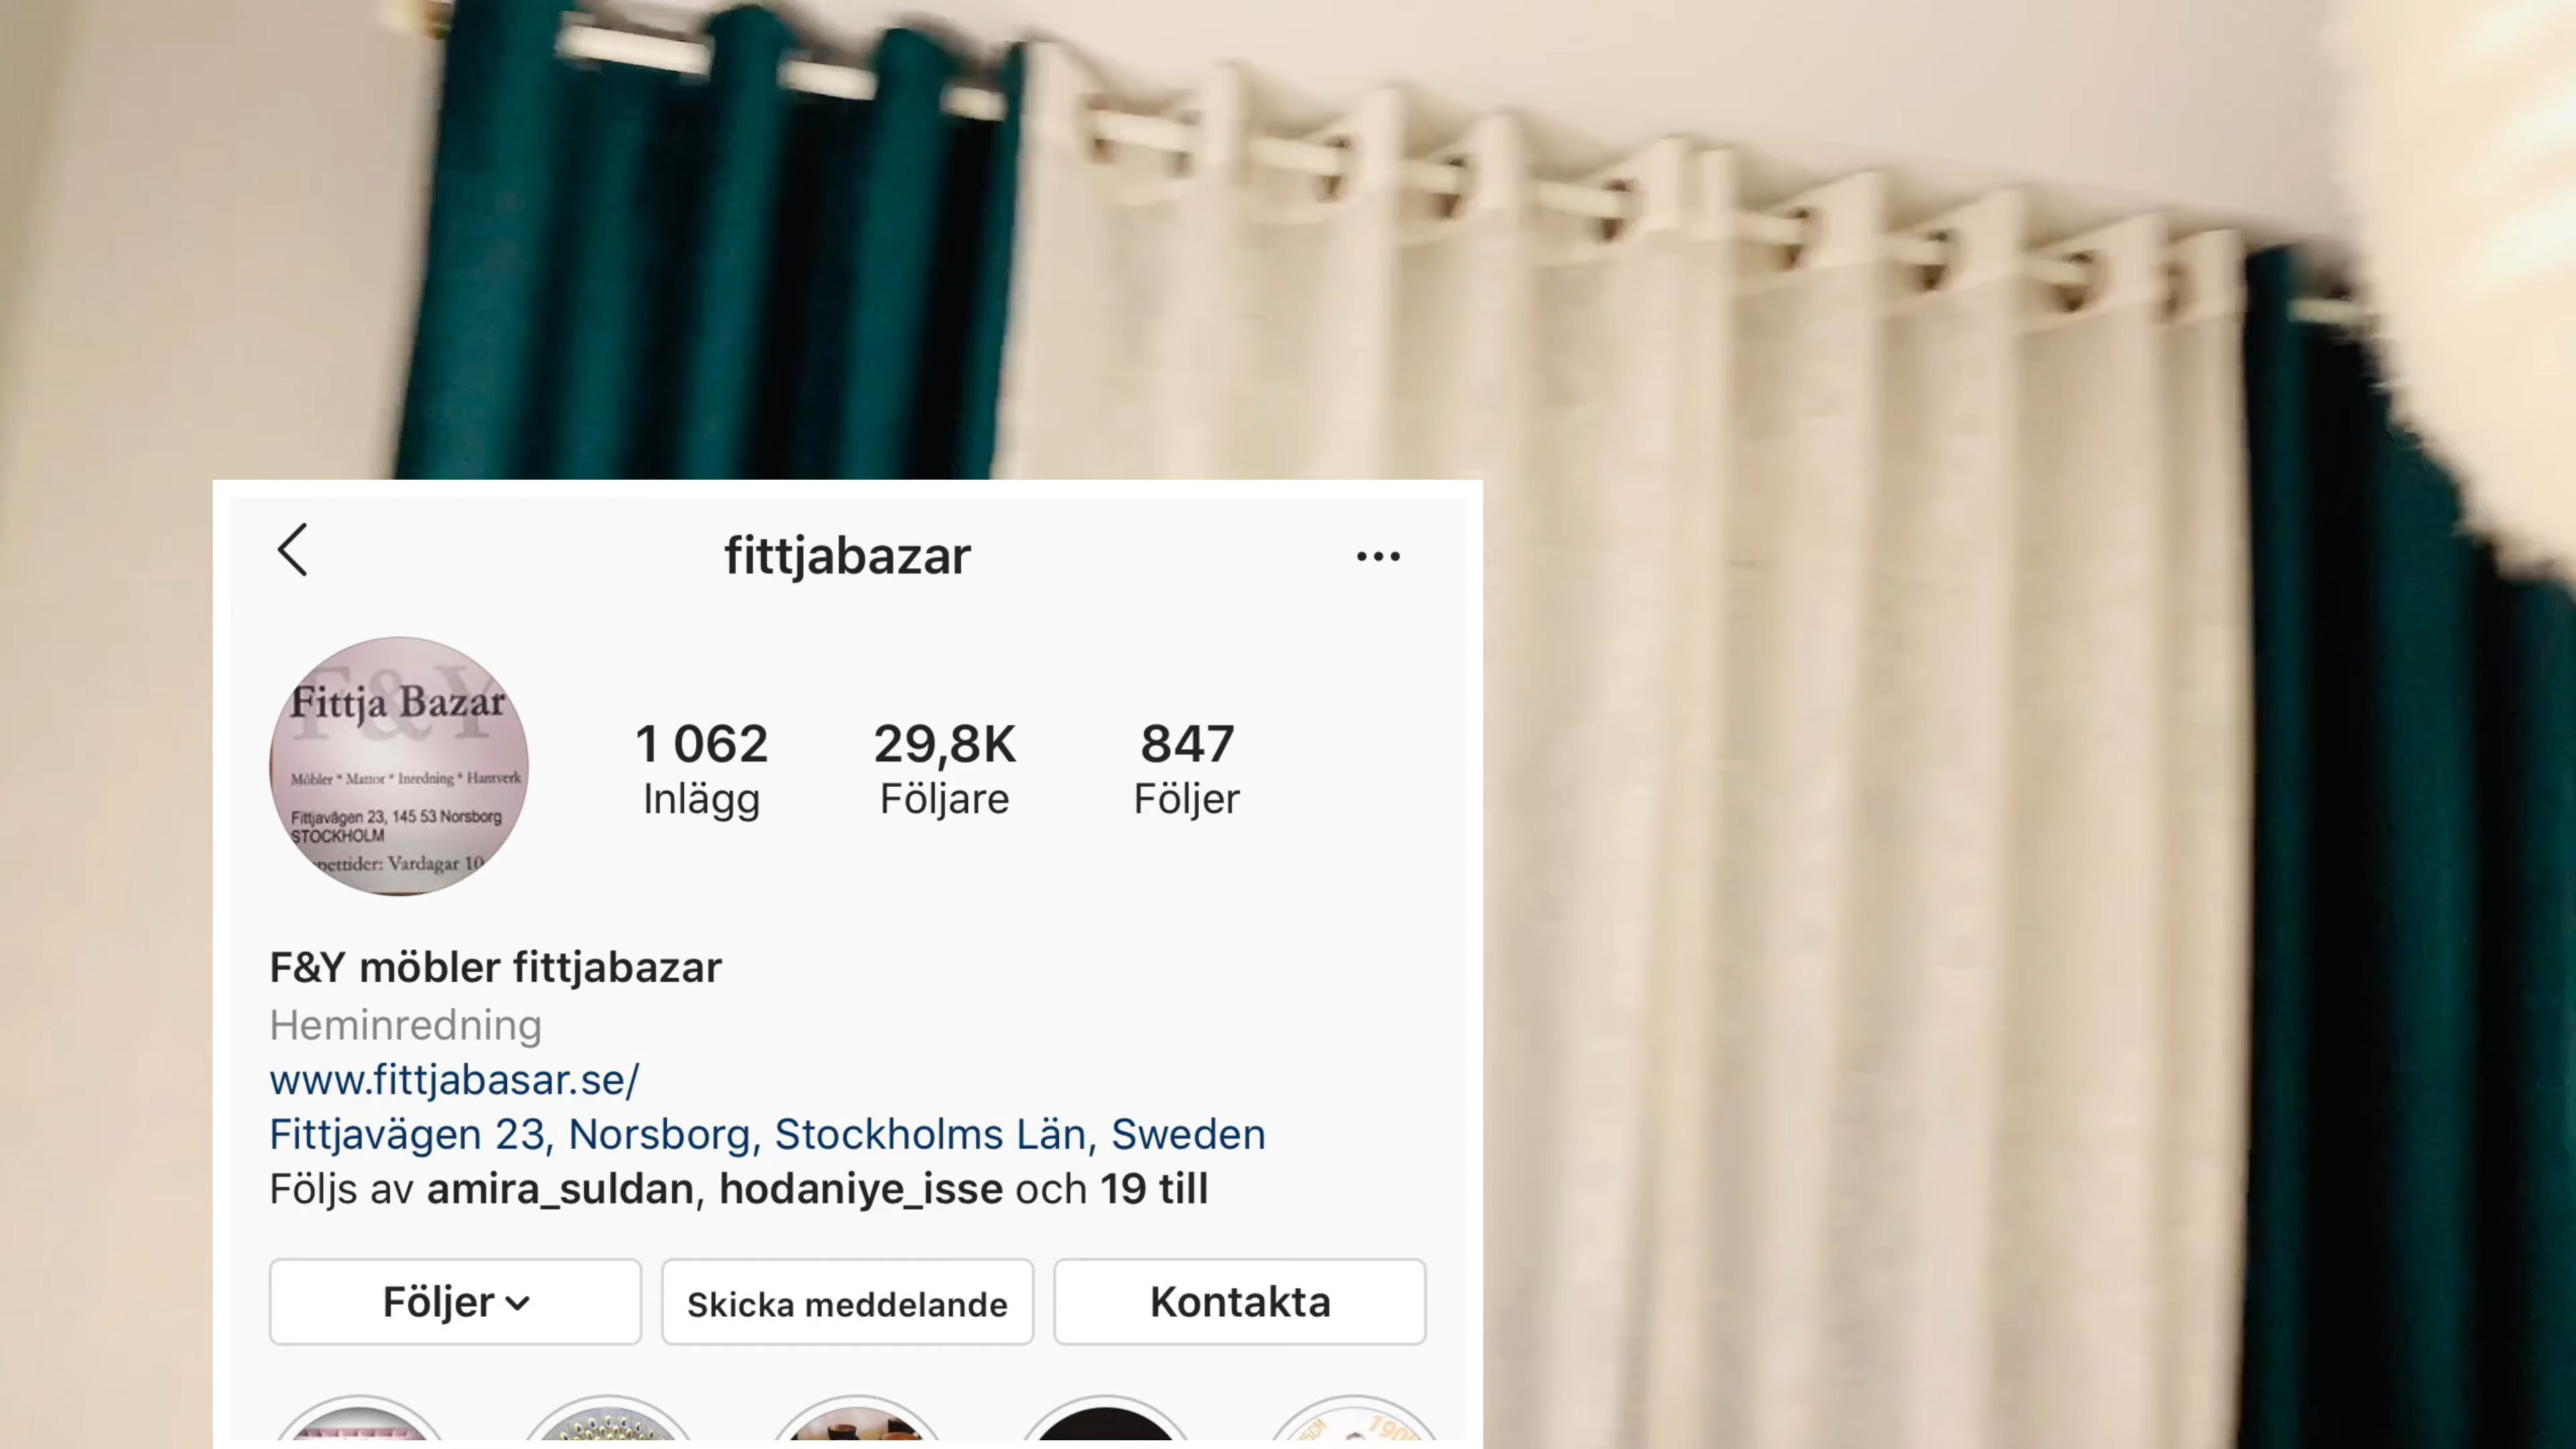 fittjabazar
F&Y
Fittja Bazar
Möbler * Mattor * Inredning * Hantverk
Fittjavägen 23, 145 53 Norsborg
STOCKHOLM
pettider: Vardagar 10
1 062
Inlägg
29,8K
Följare
847
Följer
F&Y möbler fittjabazar
Heminredning
www.fittjabasar.se/
Fittjavägen 23, Norsborg, Stockholms Län, Sweden
Följs av amira_suldan, hodaniye_isse och 19 till
Följer
Skicka meddelande
Kontakta